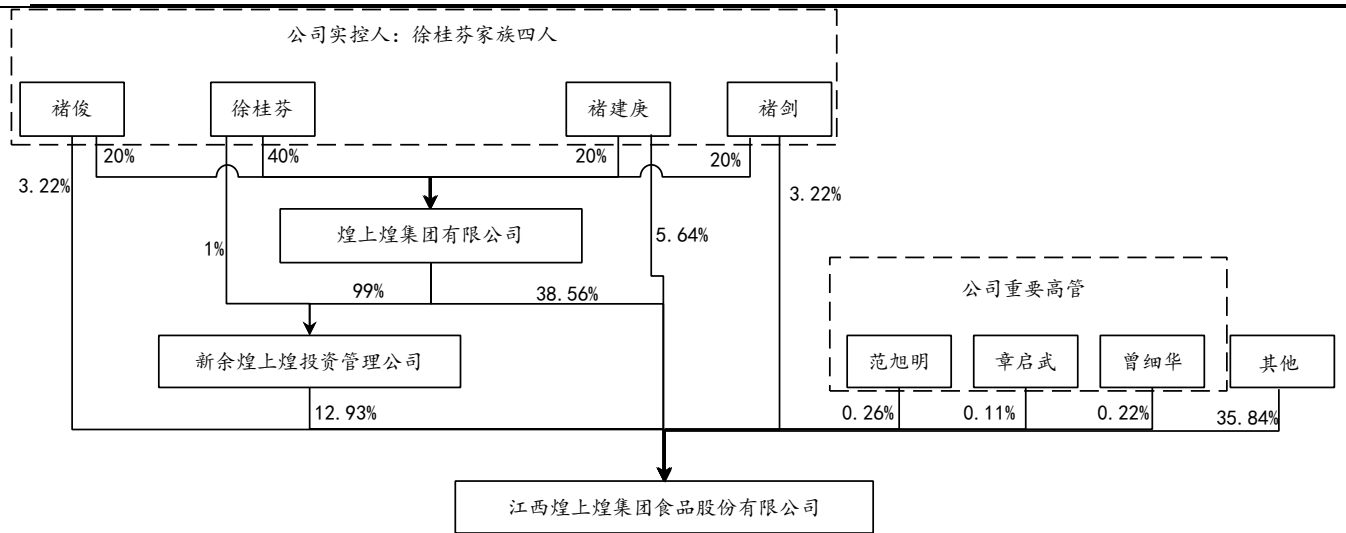 公司实控人：徐桂芬家族四人
褚俊
徐桂芬
褚建庚
褚剑
20%
40%
20%
20%
3.22%
3.22%
煌上煌集团有限公司
1%
5.64%
99%
38.56%
公司重要高管
新余煌上煌投资管理公司
范旭明
章启武
曾细华
其他
12.93%
0.26%
0.11%
0.22%
35.84%
江西煌上煌集团食品股份有限公司